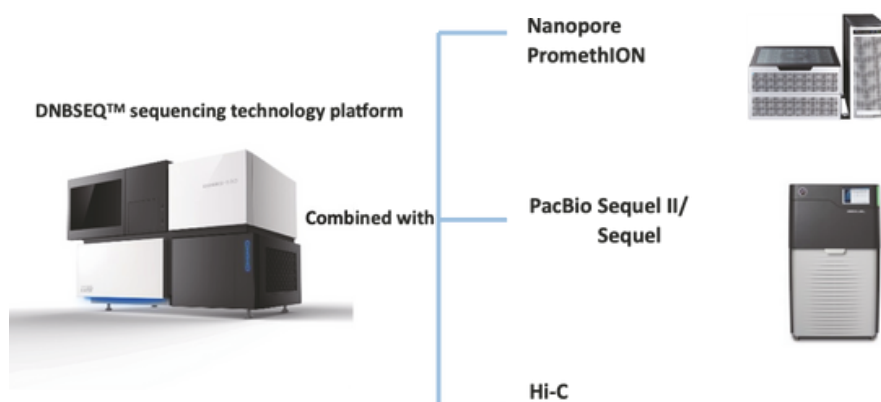 Nanopore
PromethION
DNBSEQ™ sequencing technology platform
Combined with
PacBio Sequel II/
Sequel
Hi-C